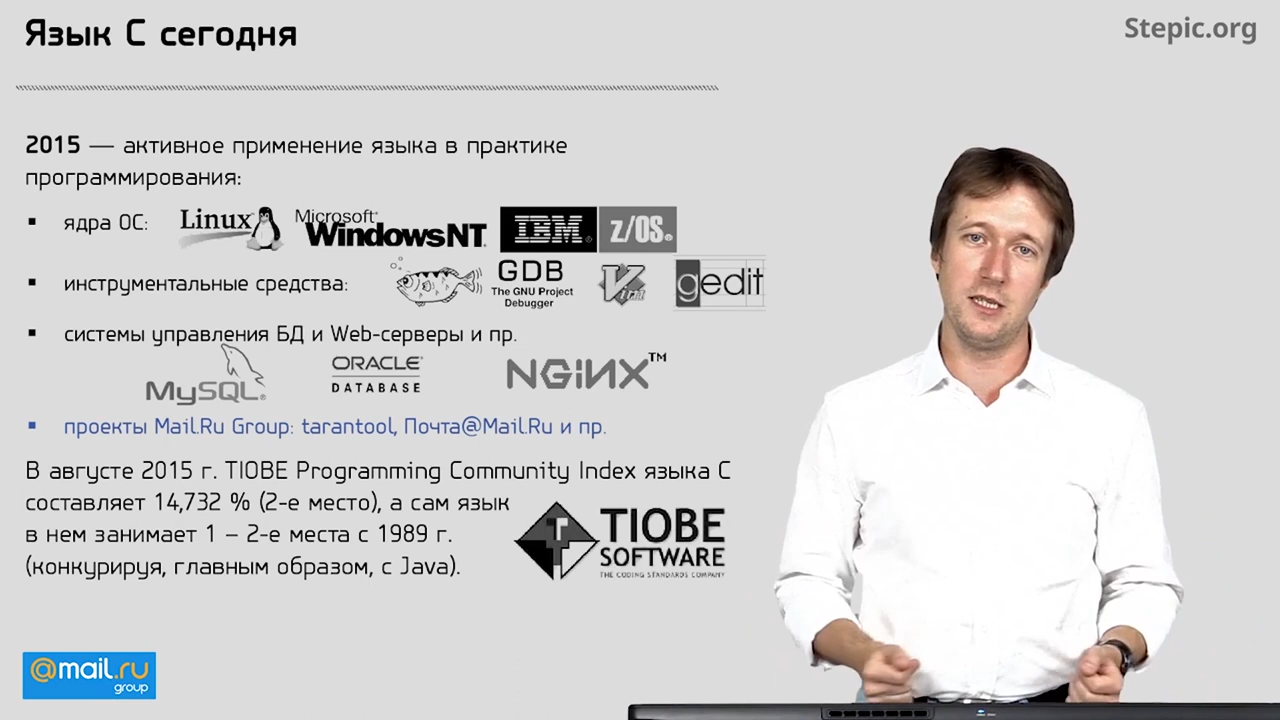 Язык С сегодня
Stepic.org
2015 — активное применение языка в практике
программирования:
▪ ядра ОС:
Linux
Microsoft®
WindowsNT®
IBM®
z/OS®
▪ инструментальные средства:
GDB
The GNU Project
Debugger
Vim
gedit
▪ системы управления БД и Web-серверы и пр.
MySQL®
ORACLE®
DATABASE
NGiИX™
▪ проекты Mail.Ru Group: tarantool, Почта@Mail.Ru и пр.
В августе 2015 г. TIOBE Programming Community Index языка С
составляет 14,732 % (2-е место), а сам язык
в нем занимает 1 – 2-е места с 1989 г.
(конкурируя, главным образом, с Java).
T
TIOBE
SOFTWARE
THE CODING STANDARDS COMPANY
@mail.ru
group